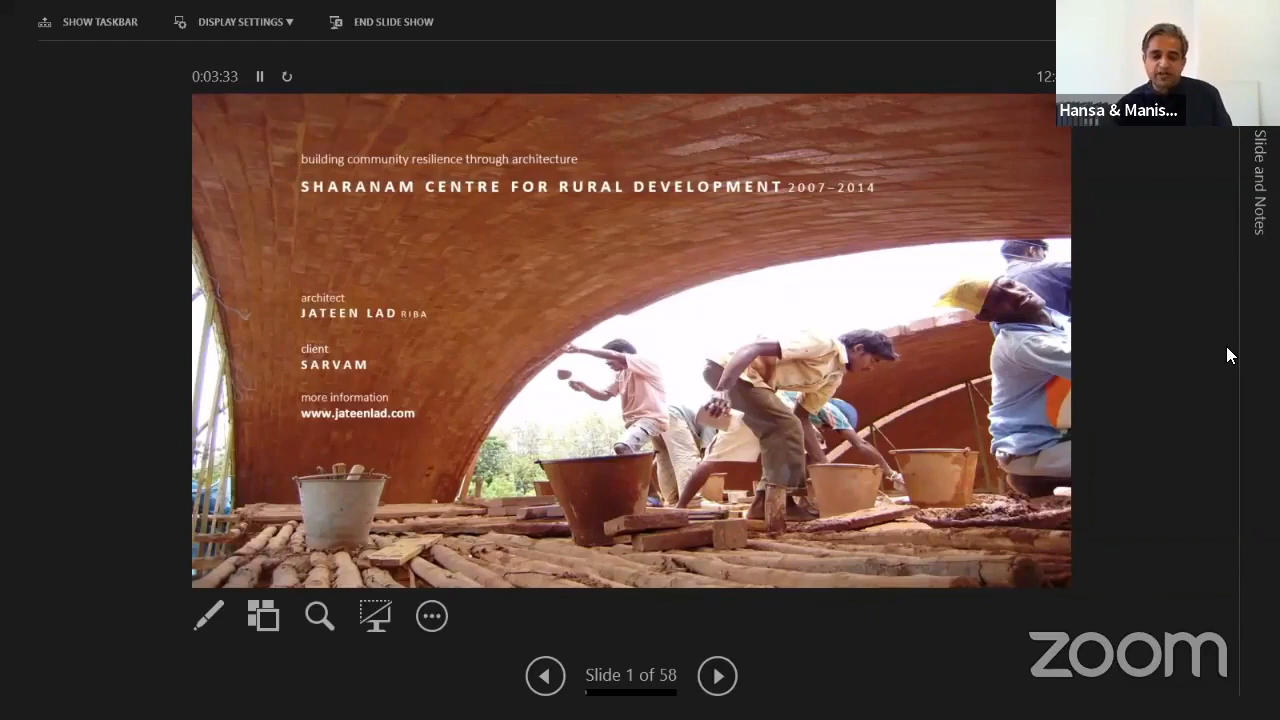 SHOW TASKBAR
DISPLAY SETTINGS ▼
END SLIDE SHOW
0:03:33
12:
Hansa & Manis...
Slide and Notes
building community resilience through architecture
SHARANAM CENTRE FOR RURAL DEVELOPMENT 2007–2014
architect
JATEEN LAD RIBA
client
SARVAM
more information
www.jateenlad.com
Slide 1 of 58
zoom